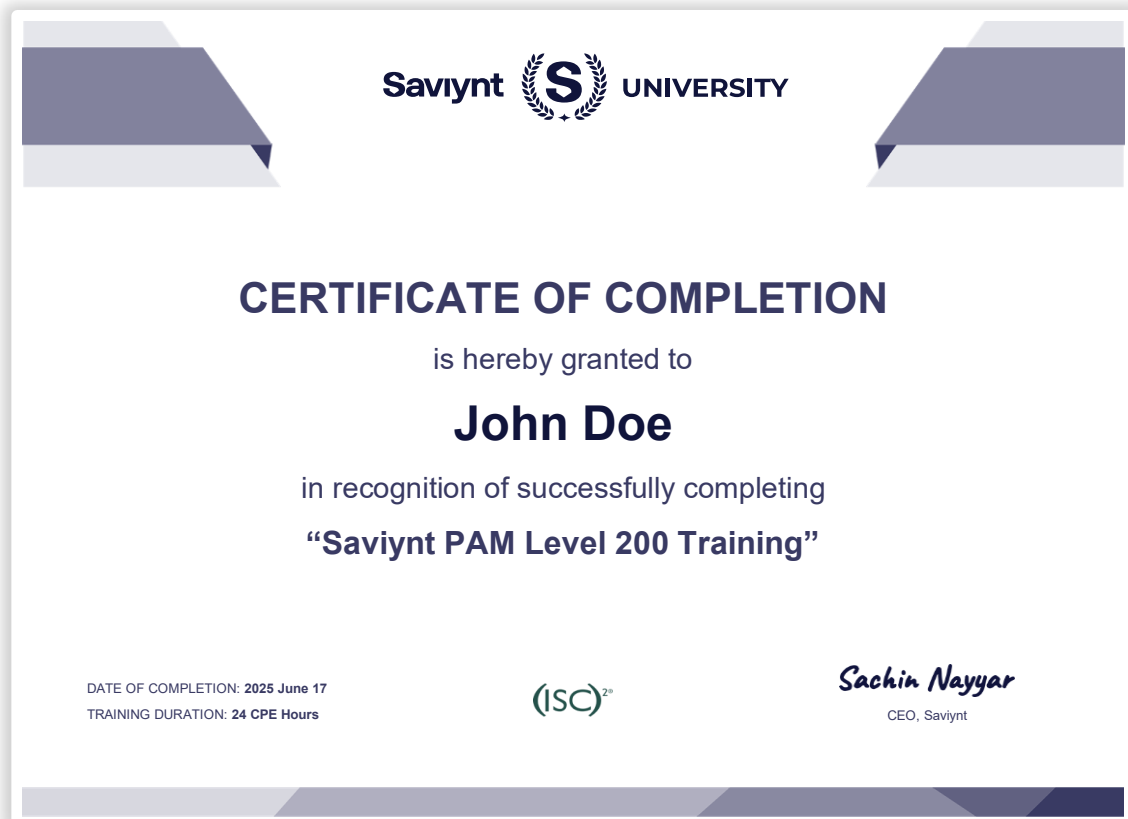 Saviynt S UNIVERSITY
CERTIFICATE OF COMPLETION
is hereby granted to
John Doe
in recognition of successfully completing
“Saviynt PAM Level 200 Training”
DATE OF COMPLETION: 2025 June 17
TRAINING DURATION: 24 CPE Hours
(ISC)²®
Sachin Nayyar
CEO, Saviynt